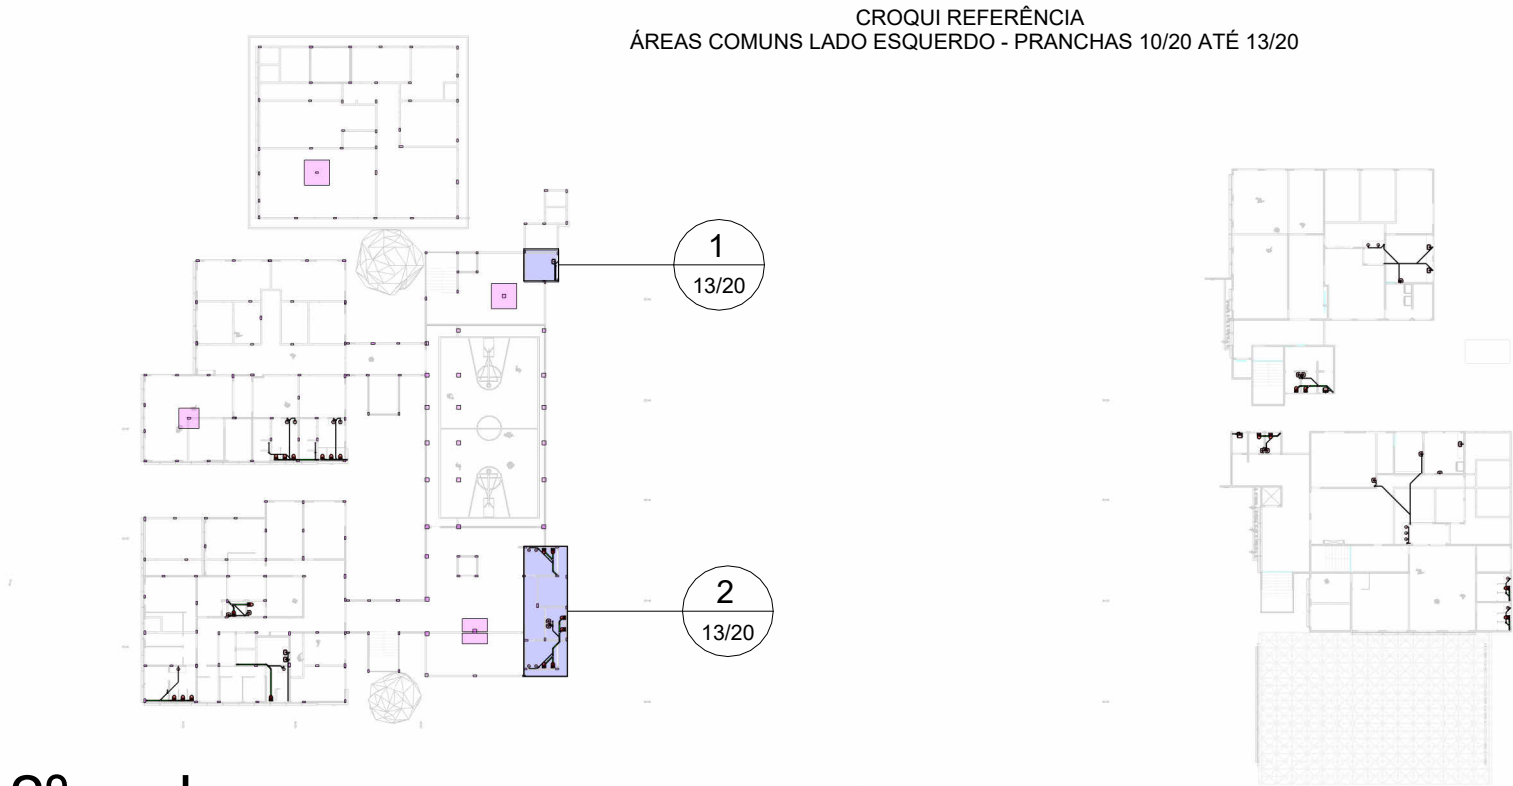 CROQUI REFERÊNCIA
ÁREAS COMUNS LADO ESQUERDO - PRANCHAS 10/20 ATÉ 13/20
1
13/20
2
13/20